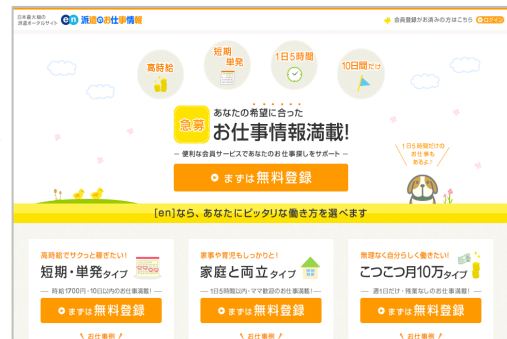 日本最大級の
派遣ポータルサイト
en 派遣のお仕事情報
会員登録がお済みの方はこちら
ログイン
高時給
短期
単発
1日5時間
10日間だけ
あなたの希望に合った
急募
お仕事情報満載!
− 便利な会員サービスであなたのお仕事探しをサポート −
まずは無料登録
1日5時間だけの
お仕事も
あるよ♪
[en]なら、あなたにピッタリな働き方を選べます
高時給でサクっと稼ぎたい!
短期・単発タイプ
時給1700円・10日以内のお仕事満載!
まずは無料登録
お仕事例
家事や育児もしっかりと!
家庭と両立タイプ
1日5時間以内・ママ歓迎のお仕事満載!
まずは無料登録
お仕事例
無理なく自分らしく働きたい!
こつこつ月10万タイプ
週1日だけ・残業なしのお仕事満載!
まずは無料登録
お仕事例